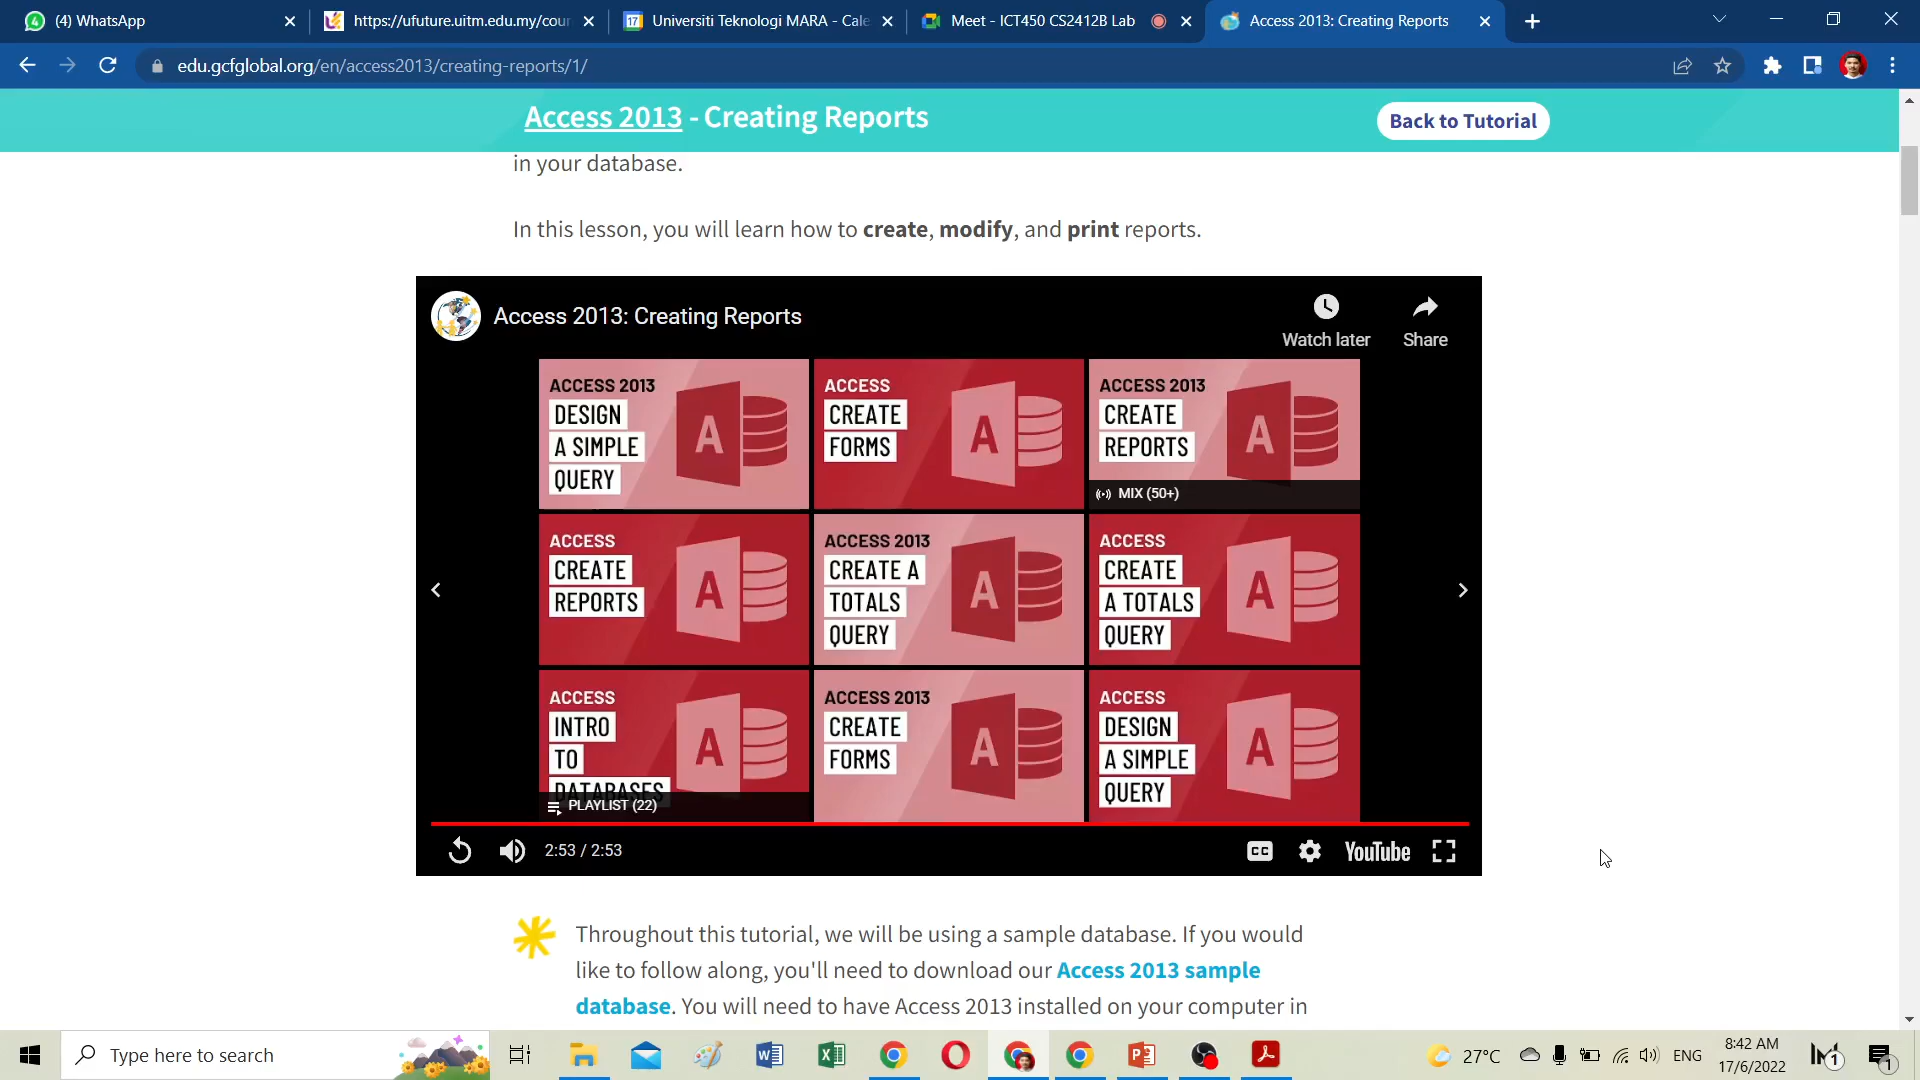 (4) WhatsApp
https://ufuture.uitm.edu.my/cour
17
Universiti Teknologi MARA - Cale
Meet - ICT450 CS2412B Lab
Access 2013: Creating Reports
edu.gcfglobal.org/en/access2013/creating-reports/1/
Access 2013 - Creating Reports
Back to Tutorial
in your database.
In this lesson, you will learn how to create, modify, and print reports.
Access 2013: Creating Reports
Watch later
Share
ACCESS 2013
DESIGN
A SIMPLE
QUERY
A
ACCESS
CREATE
FORMS
A
ACCESS 2013
CREATE
REPORTS
A
MIX (50+)
ACCESS
CREATE
REPORTS
A
ACCESS 2013
CREATE A
TOTALS
QUERY
A
ACCESS
CREATE
A TOTALS
QUERY
A
ACCESS
INTRO
TO
DATABASES
A
PLAYLIST (22)
ACCESS 2013
CREATE
FORMS
A
ACCESS
DESIGN
A SIMPLE
QUERY
A
2:53 / 2:53
CC
YouTube
Throughout this tutorial, we will be using a sample database. If you would
like to follow along, you'll need to download our Access 2013 sample
database. You will need to have Access 2013 installed on your computer in
Type here to search
27°C
ENG
8:42 AM
17/6/2022
1
1